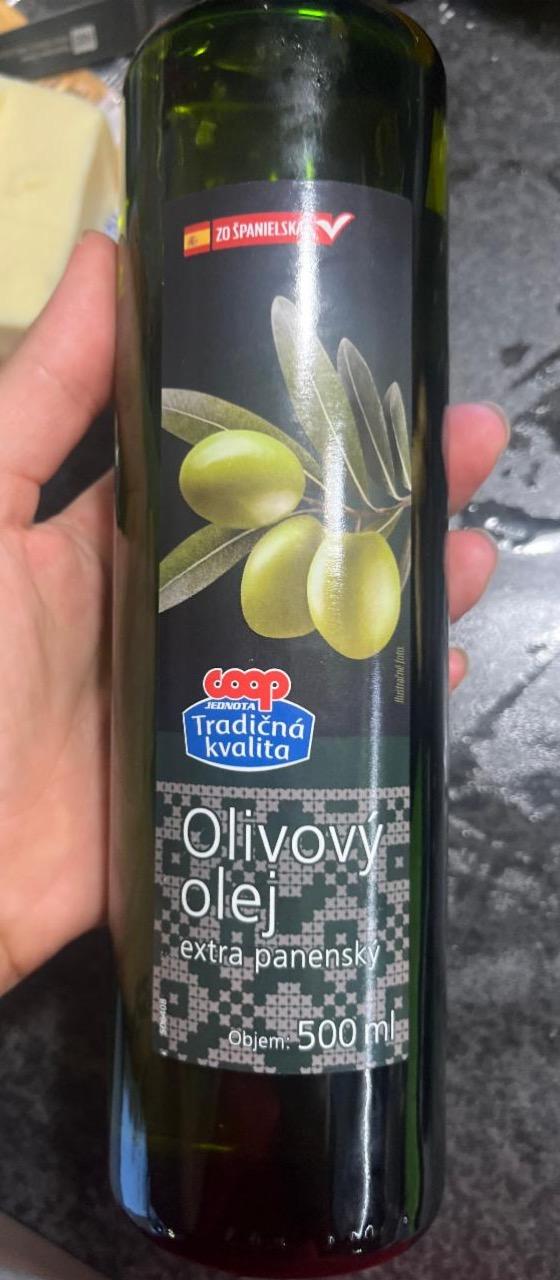 ZO ŠPANIELSKA
Ilustračné foto.
coop
JEDNOTA
Tradičná
kvalita
Olivový
olej
extra panenský
Objem: 500 ml